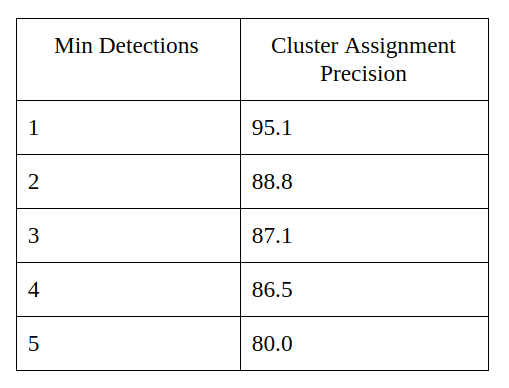 Min Detections
Cluster Assignment
Precision
1 95.1
2 88.8
3 87.1
4 86.5
5 80.0